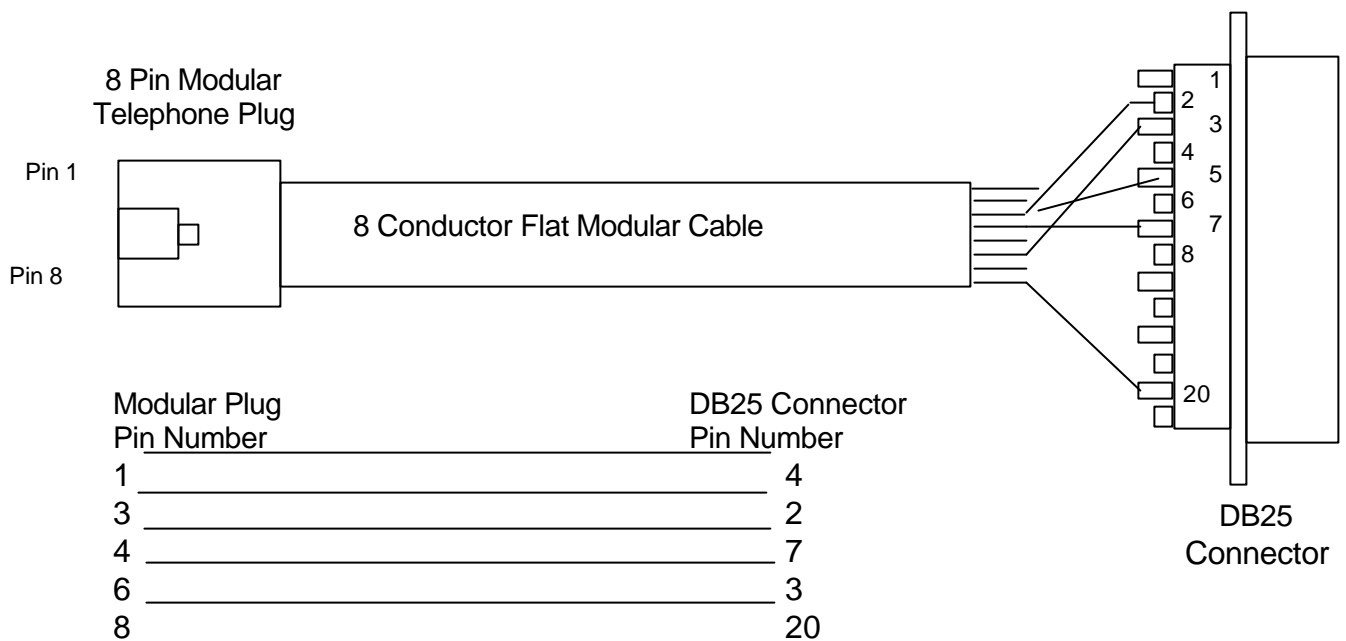 8 Pin Modular
Telephone Plug
Pin 1
Pin 8
8 Conductor Flat Modular Cable
1
2
3
4
5
6
7
8
20
DB25
Connector
Modular Plug DB25 Connector
Pin Number Pin Number
1 4
3 2
4 7
6 3
8 20